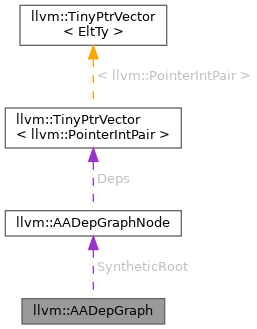 llvm::TinyPtrVector
< EltTy >
< llvm::PointerIntPair >
llvm::TinyPtrVector
< llvm::PointerIntPair >
Deps
llvm::AADepGraphNode
SyntheticRoot
llvm::AADepGraph